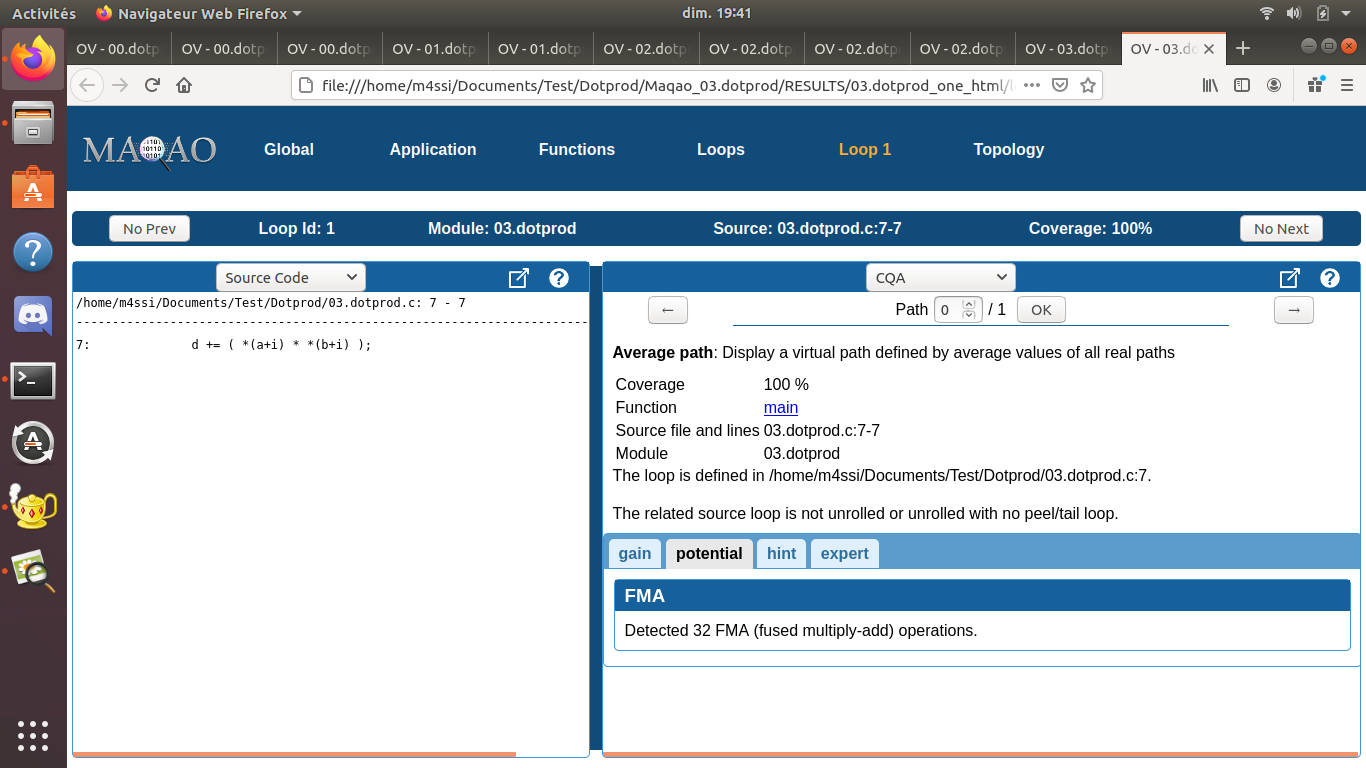 Activités Navigateur Web Firefox dim. 19:41
OV - 00.dotp OV - 00.dotp OV - 00.dotp OV - 01.dotp OV - 01.dotp OV - 02.dotp OV - 02.dotp OV - 02.dotp OV - 02.dotp OV - 03.dotp OV - 03.do
file:///home/m4ssi/Documents/Test/Dotprod/Maqao_03.dotprod/RESULTS/03.dotprod_one_html/
MAQAO Global Application Functions Loops Loop 1 Topology
No Prev Loop Id: 1 Module: 03.dotprod Source: 03.dotprod.c:7-7 Coverage: 100% No Next
Source Code
/home/m4ssi/Documents/Test/Dotprod/03.dotprod.c: 7 - 7
--------------------------------------------------------------------------------
7: d += ( *(a+i) * *(b+i) );
CQA
← Path 0 / 1 OK →
Average path: Display a virtual path defined by average values of all real paths
Coverage 100 %
Function main
Source file and lines 03.dotprod.c:7-7
Module 03.dotprod
The loop is defined in /home/m4ssi/Documents/Test/Dotprod/03.dotprod.c:7.
The related source loop is not unrolled or unrolled with no peel/tail loop.
gain potential hint expert
FMA
Detected 32 FMA (fused multiply-add) operations.